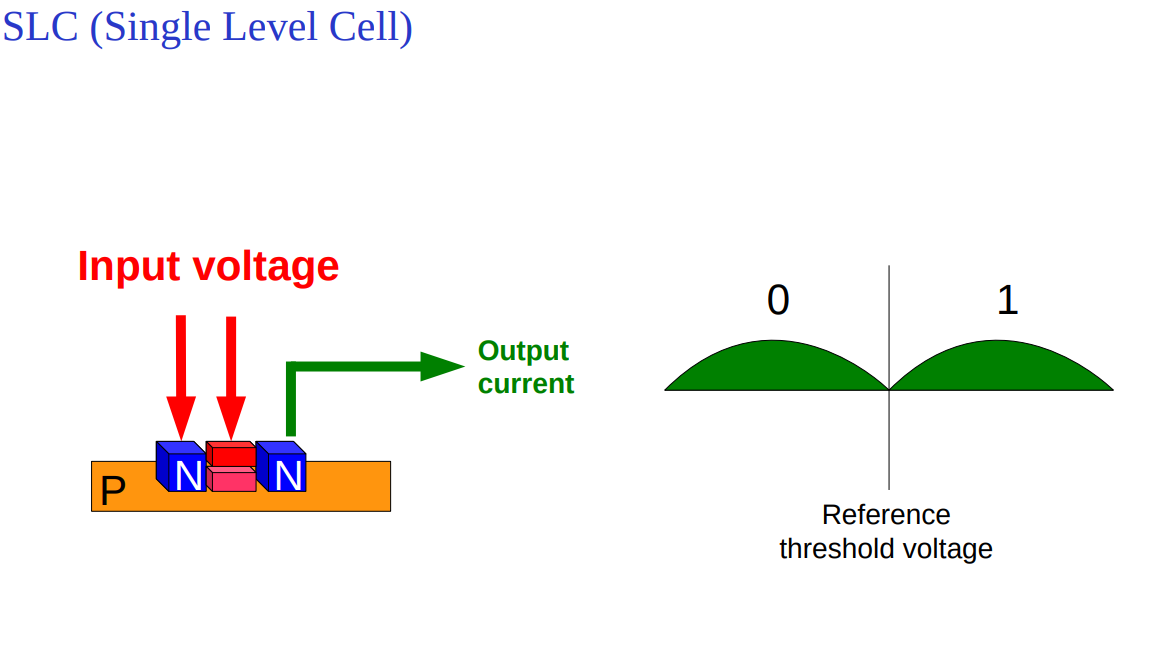 SLC (Single Level Cell)
Input voltage
Output
current
P
N
N
0
1
Reference
threshold voltage